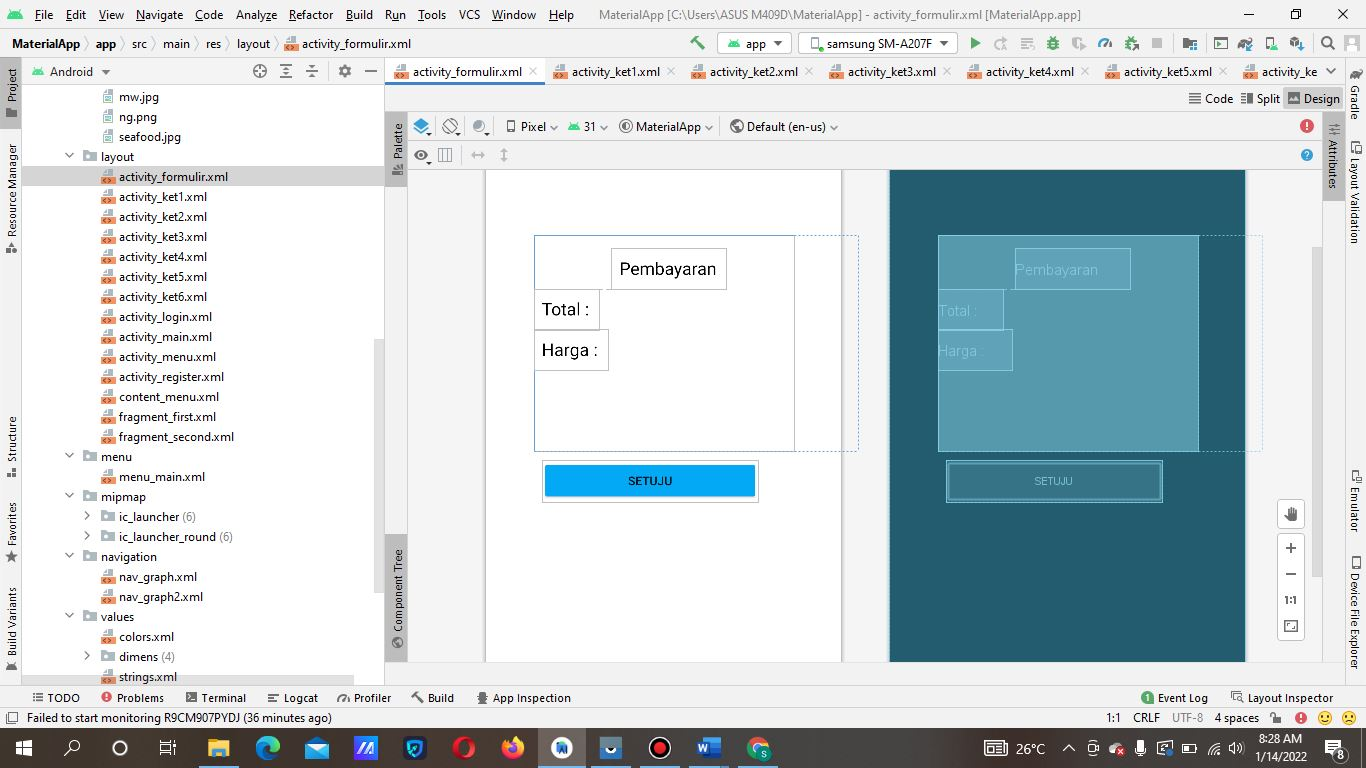 File Edit View Navigate Code Analyze Refactor Build Run Tools VCS Window Help MaterialApp [C:\Users\ASUS M409D\MaterialApp] - activity_formulir.xml [MaterialApp.app]
MaterialApp app src main res layout activity_formulir.xml app samsung SM-A207F
Android
activity_formulir.xml activity_ket1.xml activity_ket2.xml activity_ket3.xml activity_ket4.xml activity_ket5.xml activity_ke
Code Split Design
Pixel 31 MaterialApp Default (en-us)
Project
Resource Manager
Structure
Favorites
Build Variants
mw.jpg
ng.png
seafood.jpg
layout
activity_formulir.xml
activity_ket1.xml
activity_ket2.xml
activity_ket3.xml
activity_ket4.xml
activity_ket5.xml
activity_ket6.xml
activity_login.xml
activity_main.xml
activity_menu.xml
activity_register.xml
content_menu.xml
fragment_first.xml
fragment_second.xml
menu
menu_main.xml
mipmap
ic_launcher (6)
ic_launcher_round (6)
navigation
nav_graph.xml
nav_graph2.xml
values
colors.xml
dimens (4)
strings.xml
Palette
Component Tree
Pembayaran
Total :
Harga :
SETUJU
Pembayaran
Total :
Harga :
SETUJU
1:1
Attributes
Gradle
Layout Validation
Emulator
Device File Explorer
TODO Problems Terminal Logcat Profiler Build App Inspection 1 Event Log Layout Inspector
Failed to start monitoring R9CM907PYDJ (36 minutes ago) 1:1 CRLF UTF-8 4 spaces
26°C 8:28 AM
1/14/2022 8